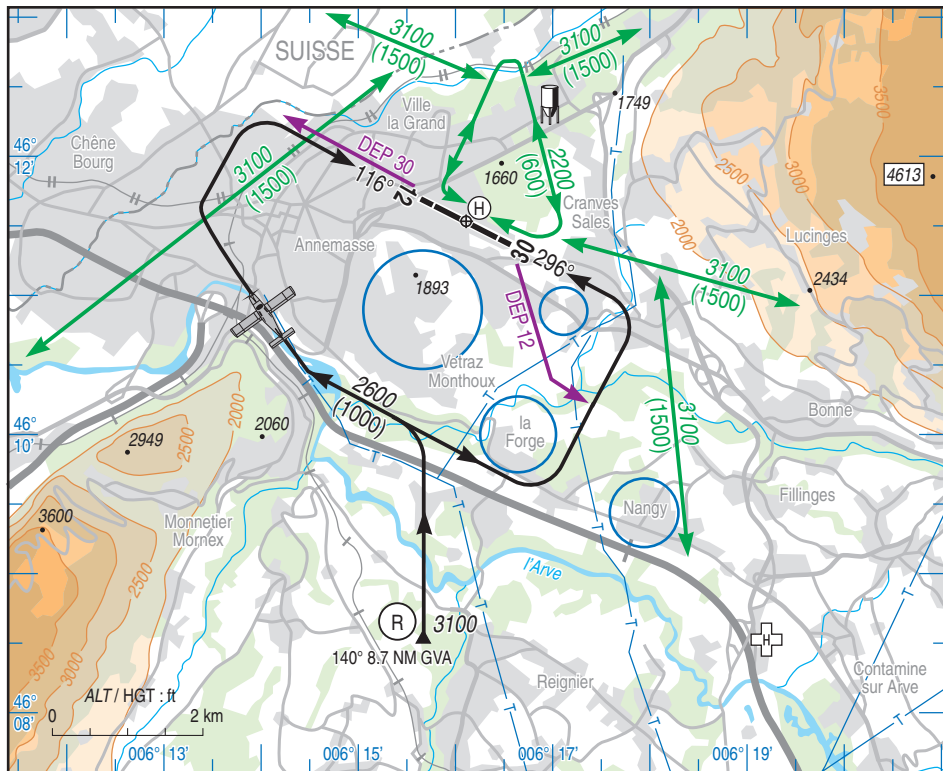 SUISSE
3100
(1500)
3100
(1500)
Ville
la Grand
1749
3500
Chêne
Bourg
46°
12'
DEP 30
3100
(1500)
116°
12
1660
H
2200
(600)
3000
2500
4613
2000
Cranves
Sales
Lucinges
Annemasse
30
296°
3100
(1500)
2434
1893
DEP 12
Vétraz
Monthoux
2600
(1000)
3100
(1500)
Bonne
46°
10'
2949
2500
2000
2060
la
Forge
T
Fillinges
Nangy
3600
Monnetier
Mornex
2500
l'Arve
T
T
T
R
3100
140° 8.7 NM GVA
H
3500
3000
Reignier
Contamine
sur Arve
ALT / HGT : ft
46°
08'
0
2 km
T
T
T
006° 13'
006° 15'
006° 17'
006° 19'